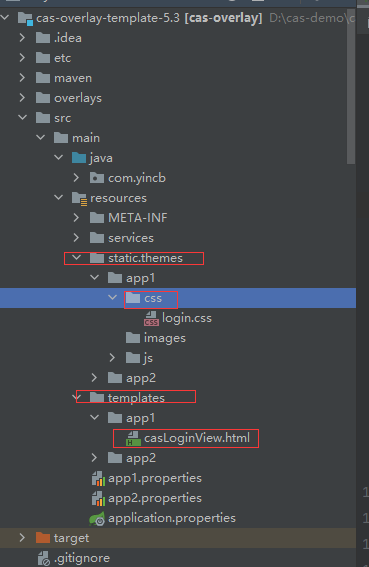 cas-overlay-template-5.3 [cas-overlay] D:\cas-demo\c
.idea
etc
maven
overlays
src
main
java
com.yincb
resources
META-INF
services
static.themes
app1
css
login.css
images
js
app2
templates
app1
casLoginView.html
app2
app1.properties
app2.properties
application.properties
target
.gitignore